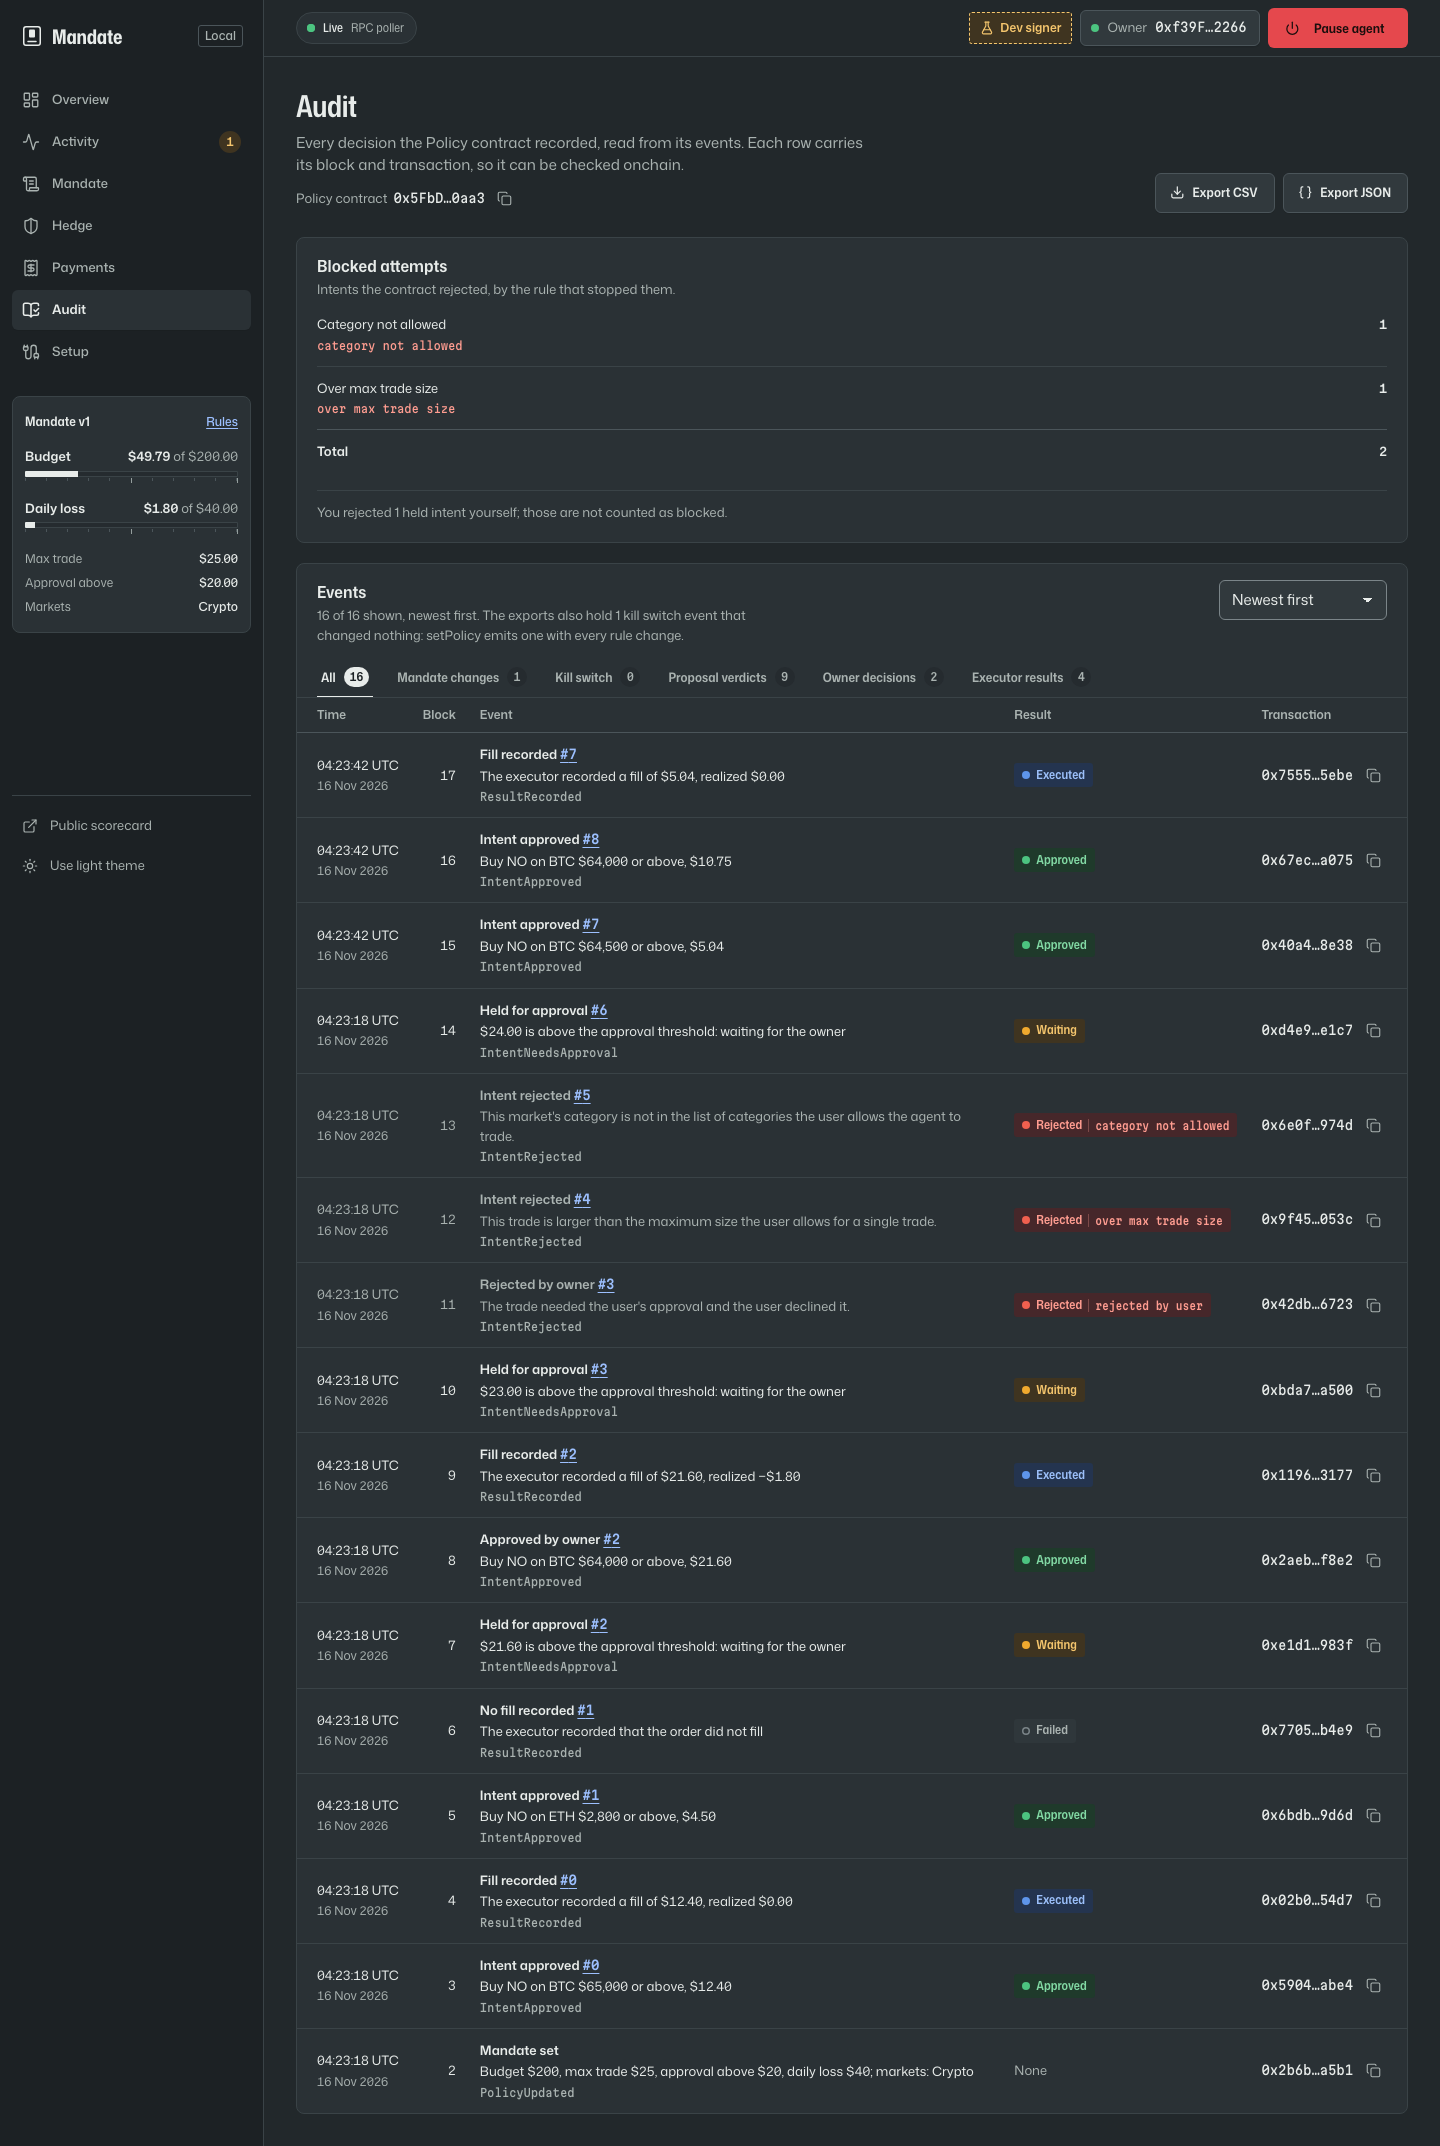 Mandate
Local
Overview
Activity 1
Mandate
Hedge
Payments
Audit
Setup
Mandate v1 Rules
Budget $49.79 of $200.00
Daily loss $1.80 of $40.00
Max trade $25.00
Approval above $20.00
Markets Crypto
Public scorecard
Use light theme
Live RPC poller
Dev signer
Owner 0xf39F…2266
Pause agent
Audit
Every decision the Policy contract recorded, read from its events. Each row carries
its block and transaction, so it can be checked onchain.
Policy contract 0x5FbD…0aa3
Export CSV
Export JSON
Blocked attempts
Intents the contract rejected, by the rule that stopped them.
Category not allowed 1
category not allowed
Over max trade size 1
over max trade size
Total 2
You rejected 1 held intent yourself; those are not counted as blocked.
Events
16 of 16 shown, newest first. The exports also hold 1 kill switch event that
changed nothing: setPolicy emits one with every rule change.
Newest first
All 16 Mandate changes 1 Kill switch 0 Proposal verdicts 9 Owner decisions 2 Executor results 4
Time Block Event Result Transaction
Fill recorded #7
04:23:42 UTC 17 The executor recorded a fill of $5.04, realized $0.00 Executed 0x7555…5ebe
16 Nov 2026
ResultRecorded
Intent approved #8
04:23:42 UTC 16 Buy NO on BTC $64,000 or above, $10.75 Approved 0x67ec…a075
16 Nov 2026
IntentApproved
Intent approved #7
04:23:42 UTC 15 Buy NO on BTC $64,500 or above, $5.04 Approved 0x40a4…8e38
16 Nov 2026
IntentApproved
Held for approval #6
04:23:18 UTC 14 $24.00 is above the approval threshold: waiting for the owner Waiting 0xd4e9…e1c7
16 Nov 2026
IntentNeedsApproval
Intent rejected #5
04:23:18 UTC 13 This market's category is not in the list of categories the user allows the agent to
trade. Rejected category not allowed 0x6e0f…974d
16 Nov 2026
IntentRejected
Intent rejected #4
04:23:18 UTC 12 This trade is larger than the maximum size the user allows for a single trade. Rejected over max trade size 0x9f45…053c
16 Nov 2026
IntentRejected
Rejected by owner #3
04:23:18 UTC 11 The trade needed the user's approval and the user declined it. Rejected rejected by user 0x42db…6723
16 Nov 2026
IntentRejected
Held for approval #3
04:23:18 UTC 10 $23.00 is above the approval threshold: waiting for the owner Waiting 0xbda7…a500
16 Nov 2026
IntentNeedsApproval
Fill recorded #2
04:23:18 UTC 9 The executor recorded a fill of $21.60, realized −$1.80 Executed 0x1196…3177
16 Nov 2026
ResultRecorded
Approved by owner #2
04:23:18 UTC 8 Buy NO on BTC $64,000 or above, $21.60 Approved 0x2aeb…f8e2
16 Nov 2026
IntentApproved
Held for approval #2
04:23:18 UTC 7 $21.60 is above the approval threshold: waiting for the owner Waiting 0xe1d1…983f
16 Nov 2026
IntentNeedsApproval
No fill recorded #1
04:23:18 UTC 6 The executor recorded that the order did not fill Failed 0x7705…b4e9
16 Nov 2026
ResultRecorded
Intent approved #1
04:23:18 UTC 5 Buy NO on ETH $2,800 or above, $4.50 Approved 0x6bdb…9d6d
16 Nov 2026
IntentApproved
Fill recorded #0
04:23:18 UTC 4 The executor recorded a fill of $12.40, realized $0.00 Executed 0x02b0…54d7
16 Nov 2026
ResultRecorded
Intent approved #0
04:23:18 UTC 3 Buy NO on BTC $65,000 or above, $12.40 Approved 0x5904…abe4
16 Nov 2026
IntentApproved
Mandate set
04:23:18 UTC 2 Budget $200, max trade $25, approval above $20, daily loss $40; markets: Crypto None 0x2b6b…a5b1
16 Nov 2026
PolicyUpdated